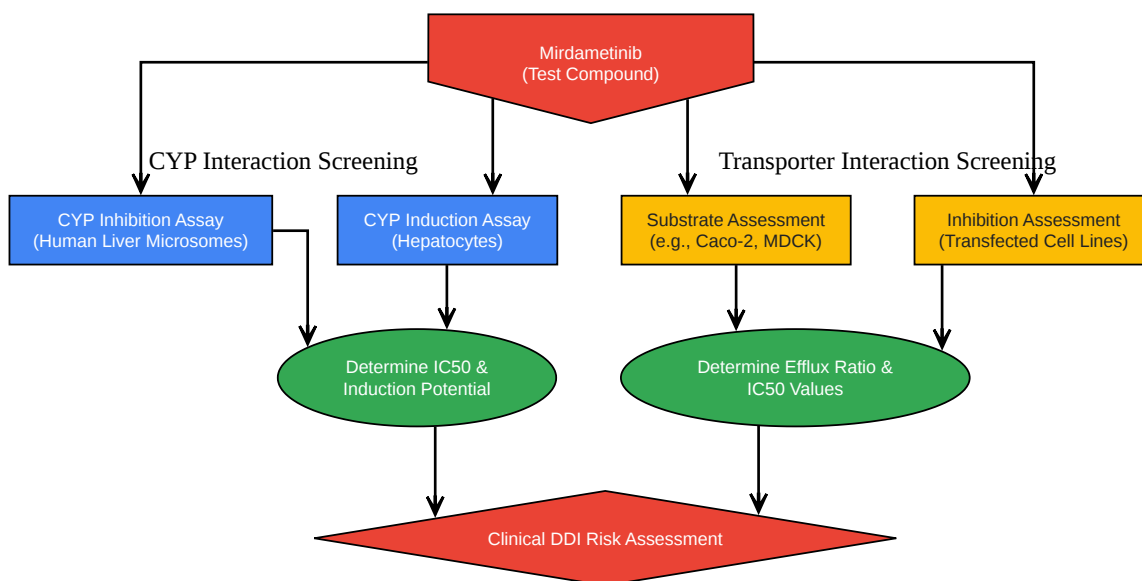 Mirdametinib
(Test Compound)
CYP Interaction Screening
Transporter Interaction Screening
CYP Inhibition Assay
(Human Liver Microsomes)
CYP Induction Assay
(Hepatocytes)
Substrate Assessment
(e.g., Caco-2, MDCK)
Inhibition Assessment
(Transfected Cell Lines)
Determine IC50 &
Induction Potential
Determine Efflux Ratio &
IC50 Values
Clinical DDI Risk Assessment